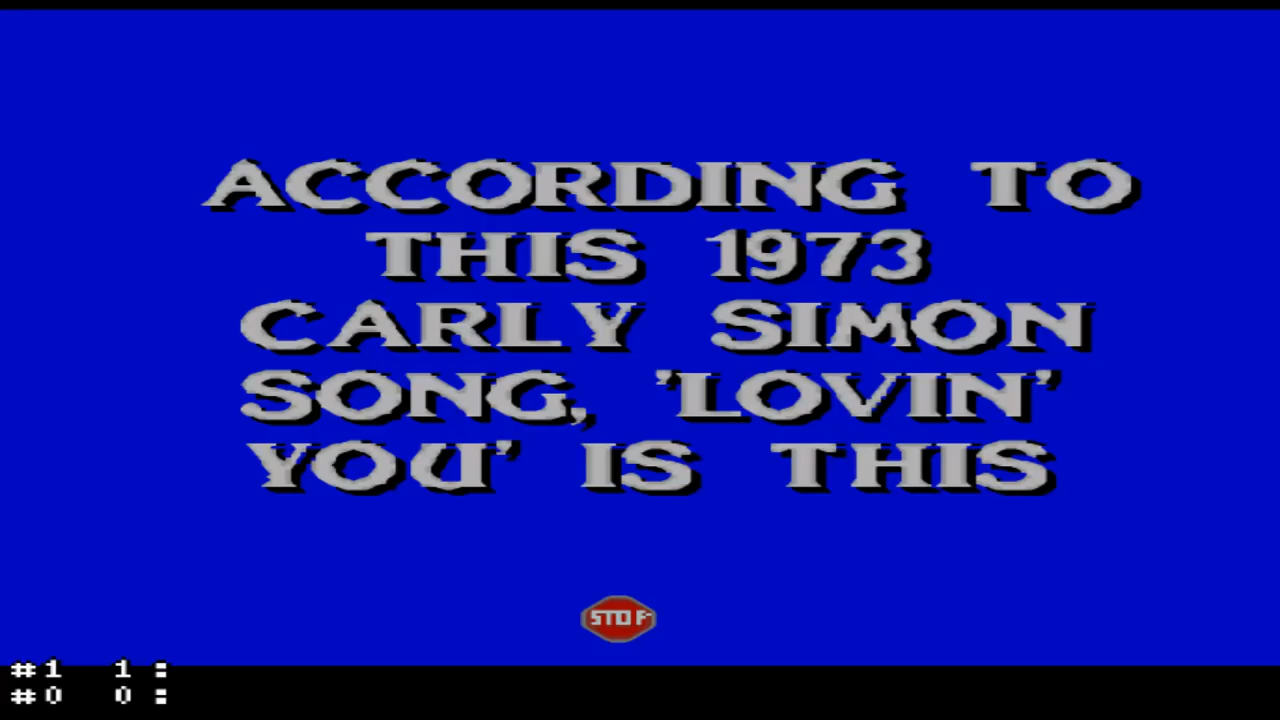 ACCORDING TO
THIS 1973
CARLY SIMON
SONG, 'LOVIN'
YOU' IS THIS
STOP
#1 1 :
#0 0 :